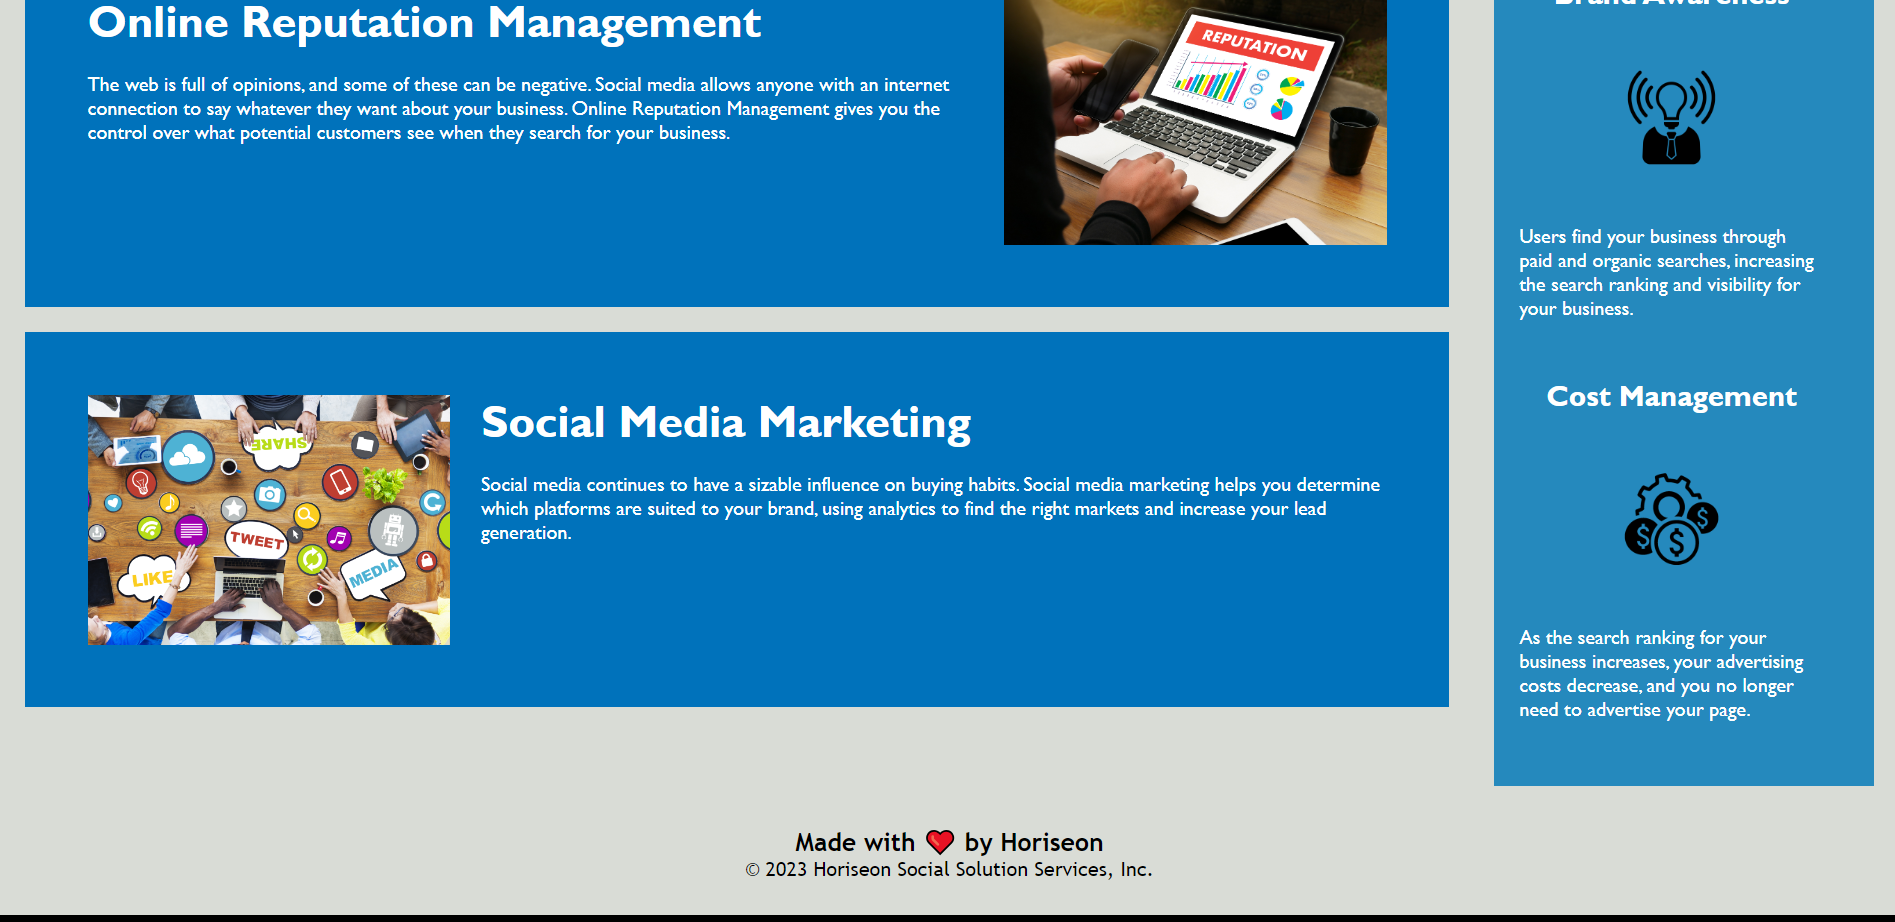 Online Reputation Management
The web is full of opinions, and some of these can be negative. Social media allows anyone with an internet
connection to say whatever they want about your business. Online Reputation Management gives you the
control over what potential customers see when they search for your business.
REPUTATION
Social Media Marketing
Social media continues to have a sizable influence on buying habits. Social media marketing helps you determine
which platforms are suited to your brand, using analytics to find the right markets and increase your lead
generation.
SHARE
TWEET
LIKE
MEDIA
Brand Awareness
Users find your business through
paid and organic searches, increasing
the search ranking and visibility for
your business.
Cost Management
$ $ $
As the search ranking for your
business increases, your advertising
costs decrease, and you no longer
need to advertise your page.
Made with ❤️ by Horiseon
© 2023 Horiseon Social Solution Services, Inc.